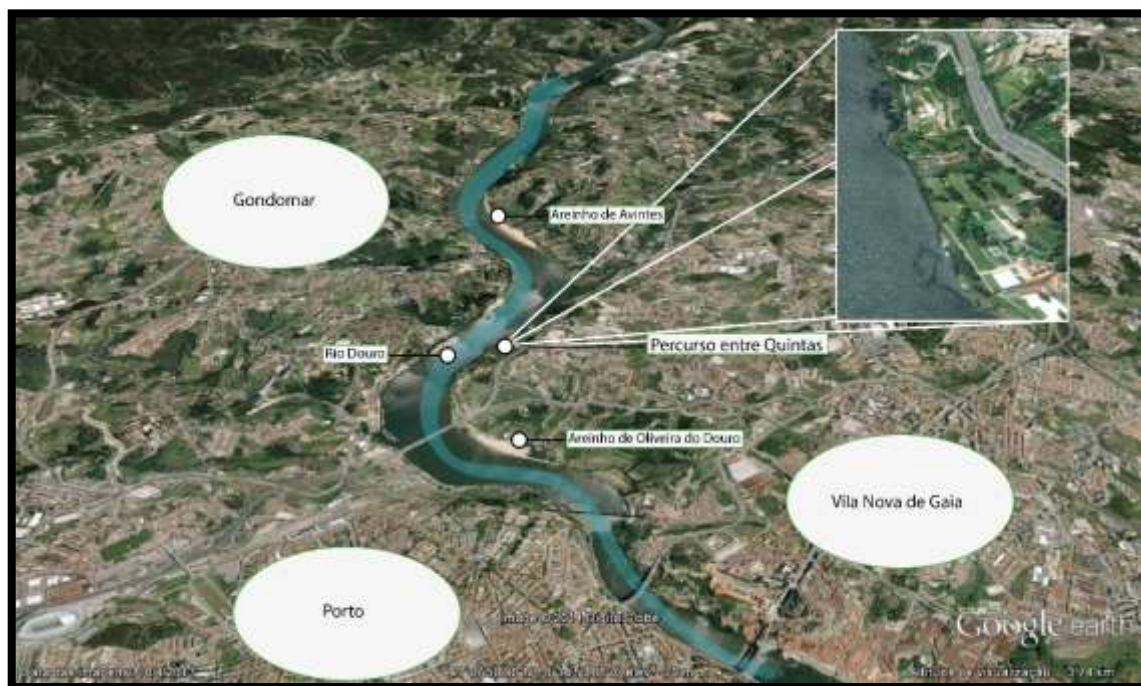 Gondomar
Areinho de Avintes
Rio Douro
Percurso entre Quintas
Areinho de Oliveira do Douro
Vila Nova de Gaia
Porto
Google earth